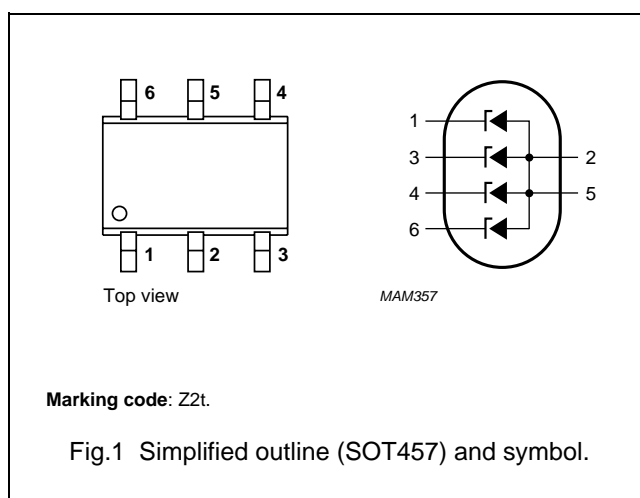 6 5 4
1 2 3
Top view
1
3 2
4 5
6
MAM357
Marking code: Z2t.
Fig.1 Simplified outline (SOT457) and symbol.